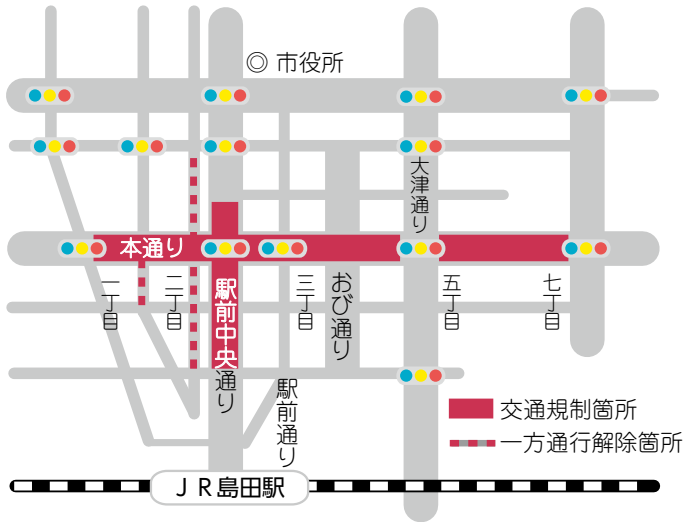 ◎ 市役所
大津通り
本通り
一丁目
二丁目
駅前中央通り
三丁目
おび通り
五丁目
七丁目
駅前通り
交通規制箇所
一方通行解除箇所
JR島田駅